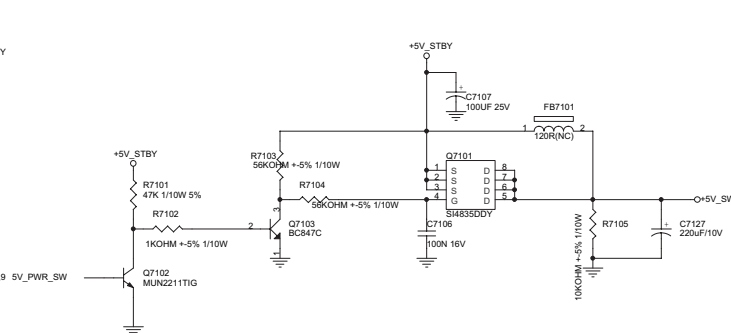 Y
+5V_STBY
+
C7107
100UF 25V
FB7101
1
2
120R(NC)
+5V_STBY
R7103
56KOHM +-5% 1/10W
Q7101
1
2
3
4
S
S
S
G
D
D
D
D
8
7
6
5
SI4835DDY
R7101
47K 1/10W 5%
R7104
56KOHM +-5% 1/10W
+5V_SW
R7102
1KOHM +-5% 1/10W
2
3
1
Q7103
BC847C
C7106
100N 16V
10KOHM +-5% 1/10W
R7105
+
C7127
220uF/10V
9
5V_PWR_SW
Q7102
MUN2211TIG